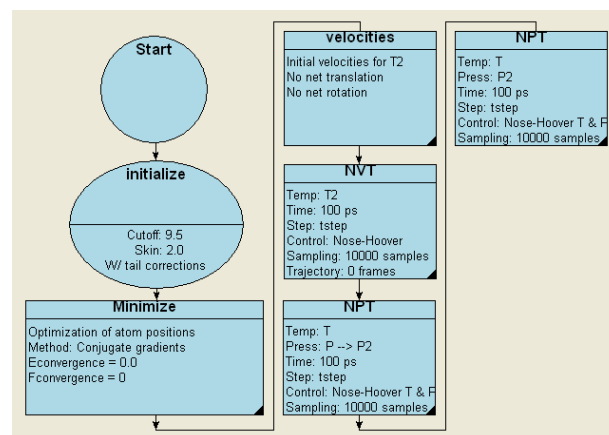 Start
initialize
Cutoff: 9.5
Skin: 2.0
W/ tail corrections
Minimize
Optimization of atom positions
Method: Conjugate gradients
Econvergence = 0.0
Fconvergence = 0
velocities
Initial velocities for T2
No net translation
No net rotation
NVT
Temp: T2
Time: 100 ps
Step: tstep
Control: Nose-Hoover
Sampling: 10000 samples
Trajectory: 0 frames
NPT
Temp: T
Press: P --> P2
Time: 100 ps
Step: tstep
Control: Nose-Hoover T & P
Sampling: 10000 samples
NPT
Temp: T
Press: P2
Time: 100 ps
Step: tstep
Control: Nose-Hoover T & P
Sampling: 10000 samples